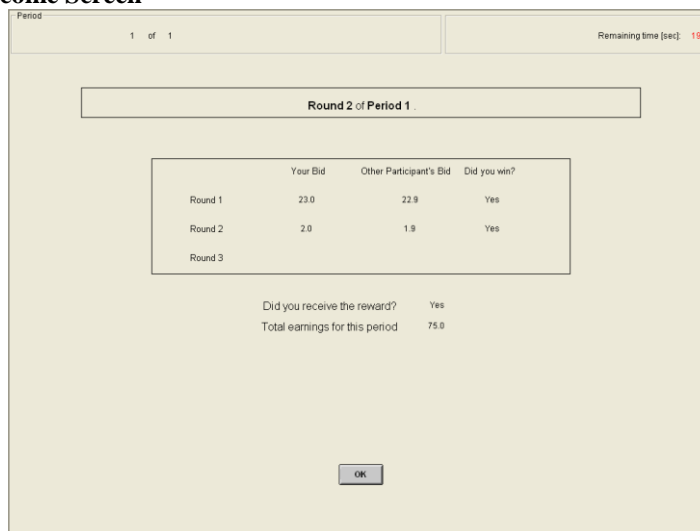 Period
1 of 1
Remaining time [sec]: 19
Round 2 of Period 1 .
Your Bid Other Participant's Bid Did you win?
Round 1 23.0 22.9 Yes
Round 2 2.0 1.9 Yes
Round 3
Did you receive the reward? Yes
Total earnings for this period 75.0
OK